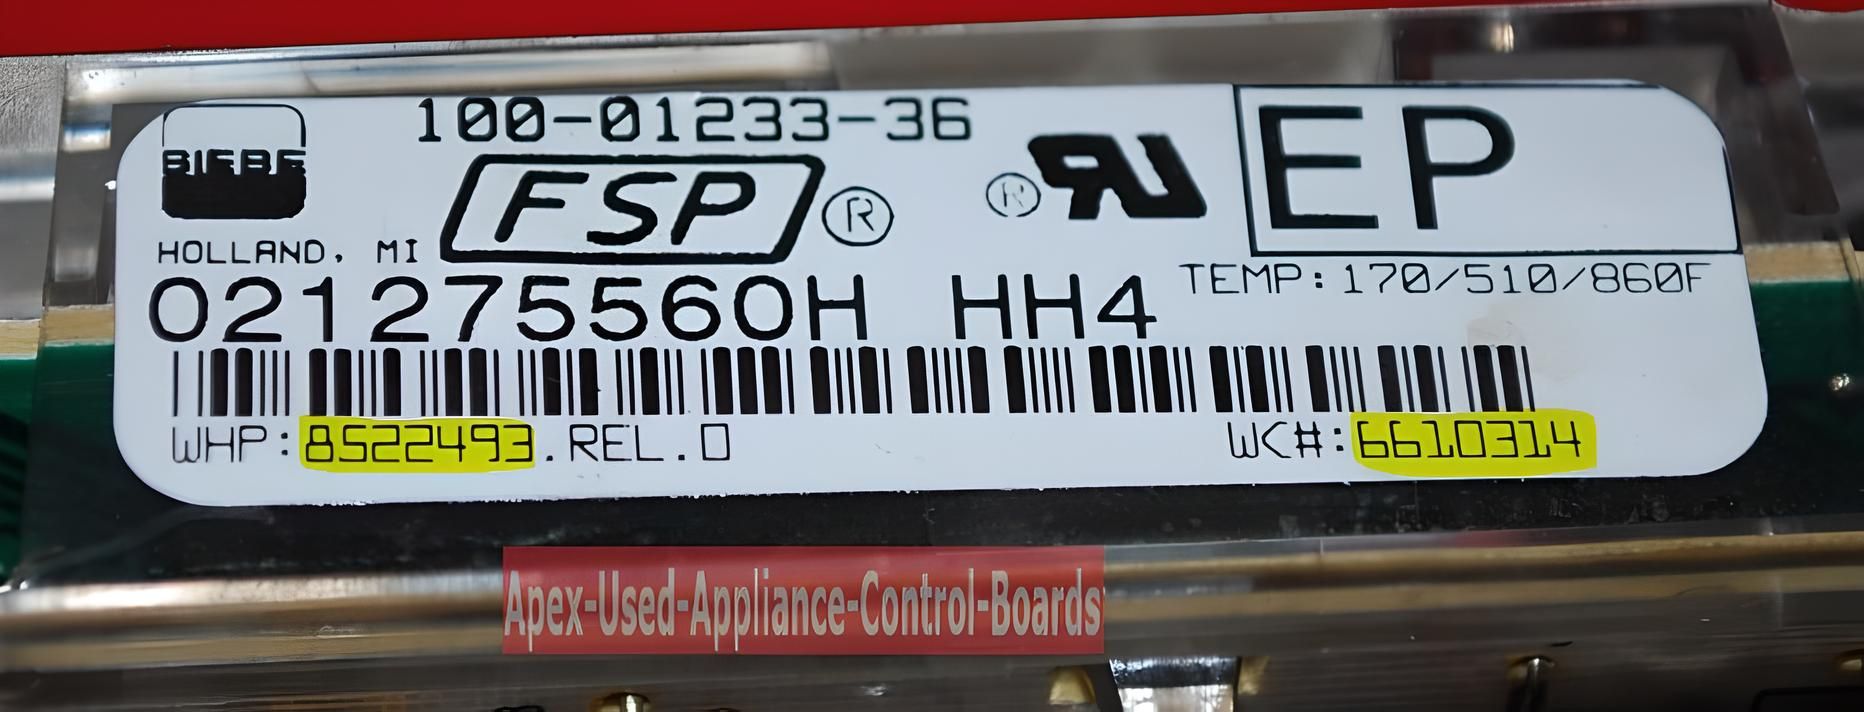 100-01233-36
EP
FSP ®
®
HOLLAND, MI
TEMP:170/510/860F
021275560H HH4
WHP:8522493.REL.D
WC#:6610314
Apex-Used-Appliance-Control-Boards